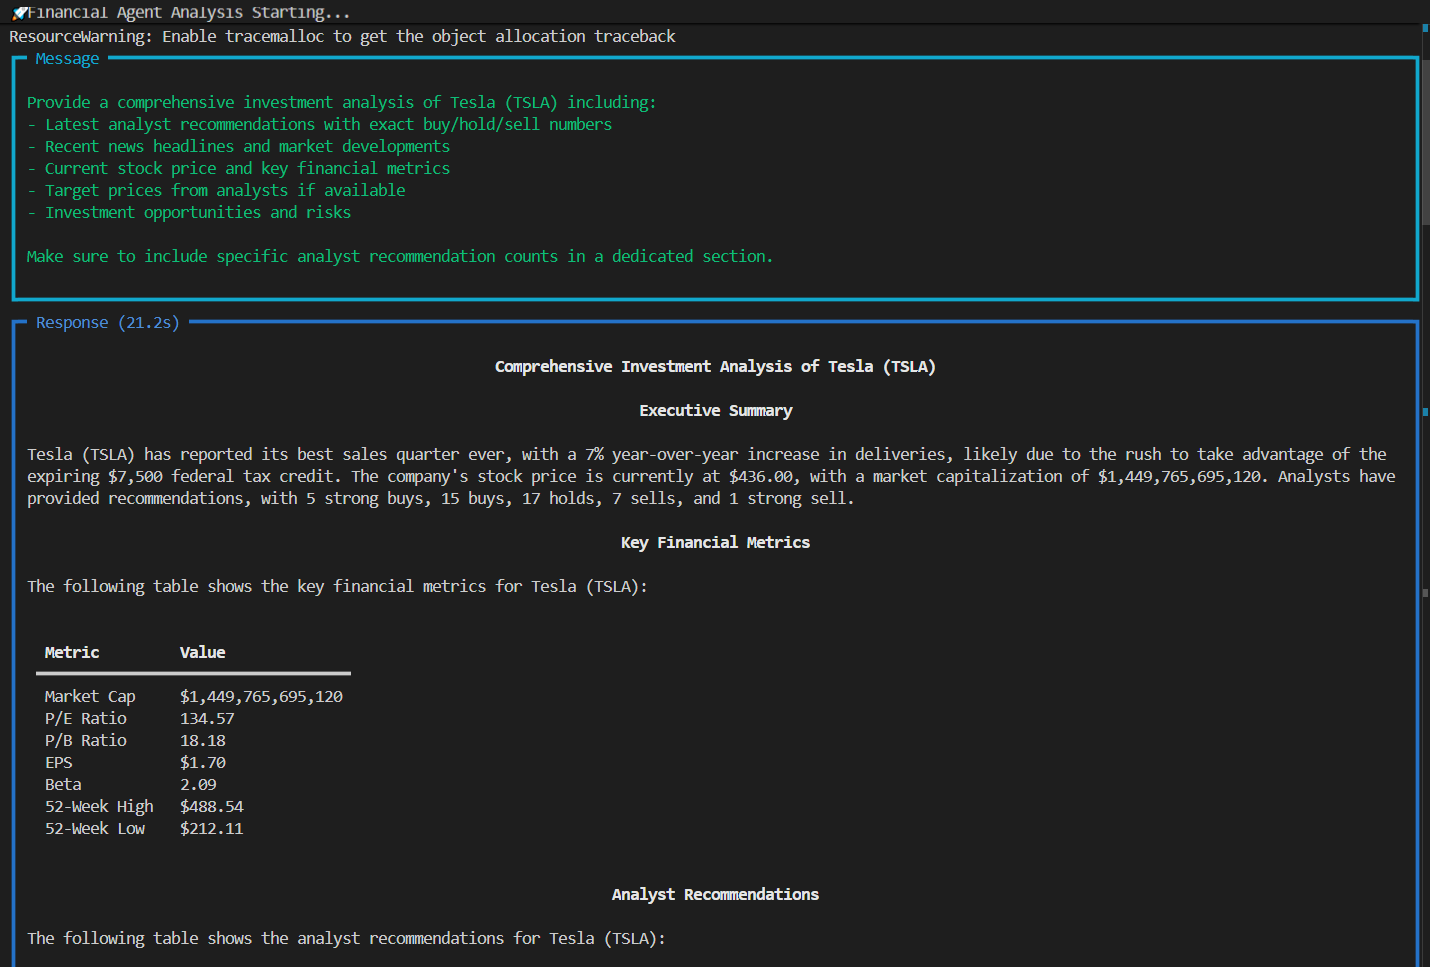 🚀Financial Agent Analysis Starting...
ResourceWarning: Enable tracemalloc to get the object allocation traceback
Message
Provide a comprehensive investment analysis of Tesla (TSLA) including:
- Latest analyst recommendations with exact buy/hold/sell numbers
- Recent news headlines and market developments
- Current stock price and key financial metrics
- Target prices from analysts if available
- Investment opportunities and risks
Make sure to include specific analyst recommendation counts in a dedicated section.
Response (21.2s)
Comprehensive Investment Analysis of Tesla (TSLA)
Executive Summary
Tesla (TSLA) has reported its best sales quarter ever, with a 7% year-over-year increase in deliveries, likely due to the rush to take advantage of the
expiring $7,500 federal tax credit. The company's stock price is currently at $436.00, with a market capitalization of $1,449,765,695,120. Analysts have
provided recommendations, with 5 strong buys, 15 buys, 17 holds, 7 sells, and 1 strong sell.
Key Financial Metrics
The following table shows the key financial metrics for Tesla (TSLA):
Metric Value
Market Cap $1,449,765,695,120
P/E Ratio 134.57
P/B Ratio 18.18
EPS $1.70
Beta 2.09
52-Week High $488.54
52-Week Low $212.11
Analyst Recommendations
The following table shows the analyst recommendations for Tesla (TSLA):